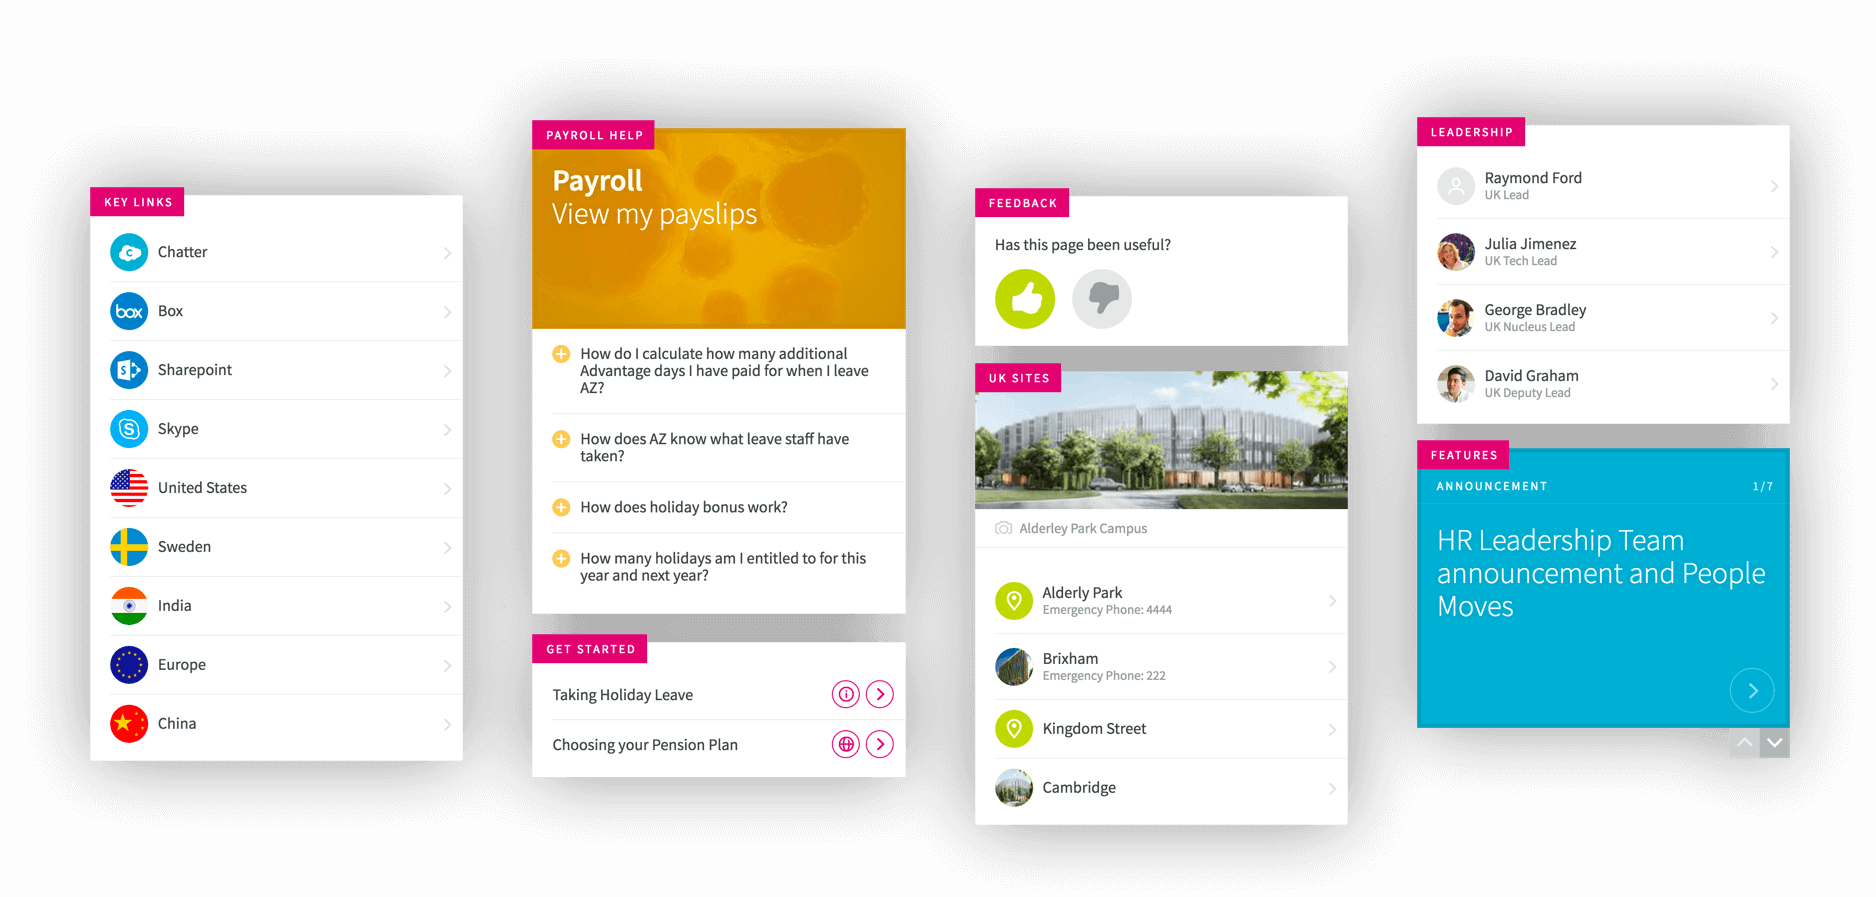 KEY LINKS
Chatter
box
Box
S
Sharepoint
S
Skype
United States
Sweden
India
Europe
China
PAYROLL HELP
Payroll
View my payslips
How do I calculate how many additional
Advantage days I have paid for when I leave
AZ?
How does AZ know what leave staff have
taken?
How does holiday bonus work?
How many holidays am I entitled to for this
year and next year?
GET STARTED
Taking Holiday Leave
Choosing your Pension Plan
FEEDBACK
Has this page been useful?
UK SITES
Alderley Park Campus
Alderly Park
Emergency Phone: 4444
Brixham
Emergency Phone: 222
Kingdom Street
Cambridge
LEADERSHIP
Raymond Ford
UK Lead
Julia Jimenez
UK Tech Lead
George Bradley
UK Nucleus Lead
David Graham
UK Deputy Lead
FEATURES
ANNOUNCEMENT 1/7
HR Leadership Team
announcement and People
Moves